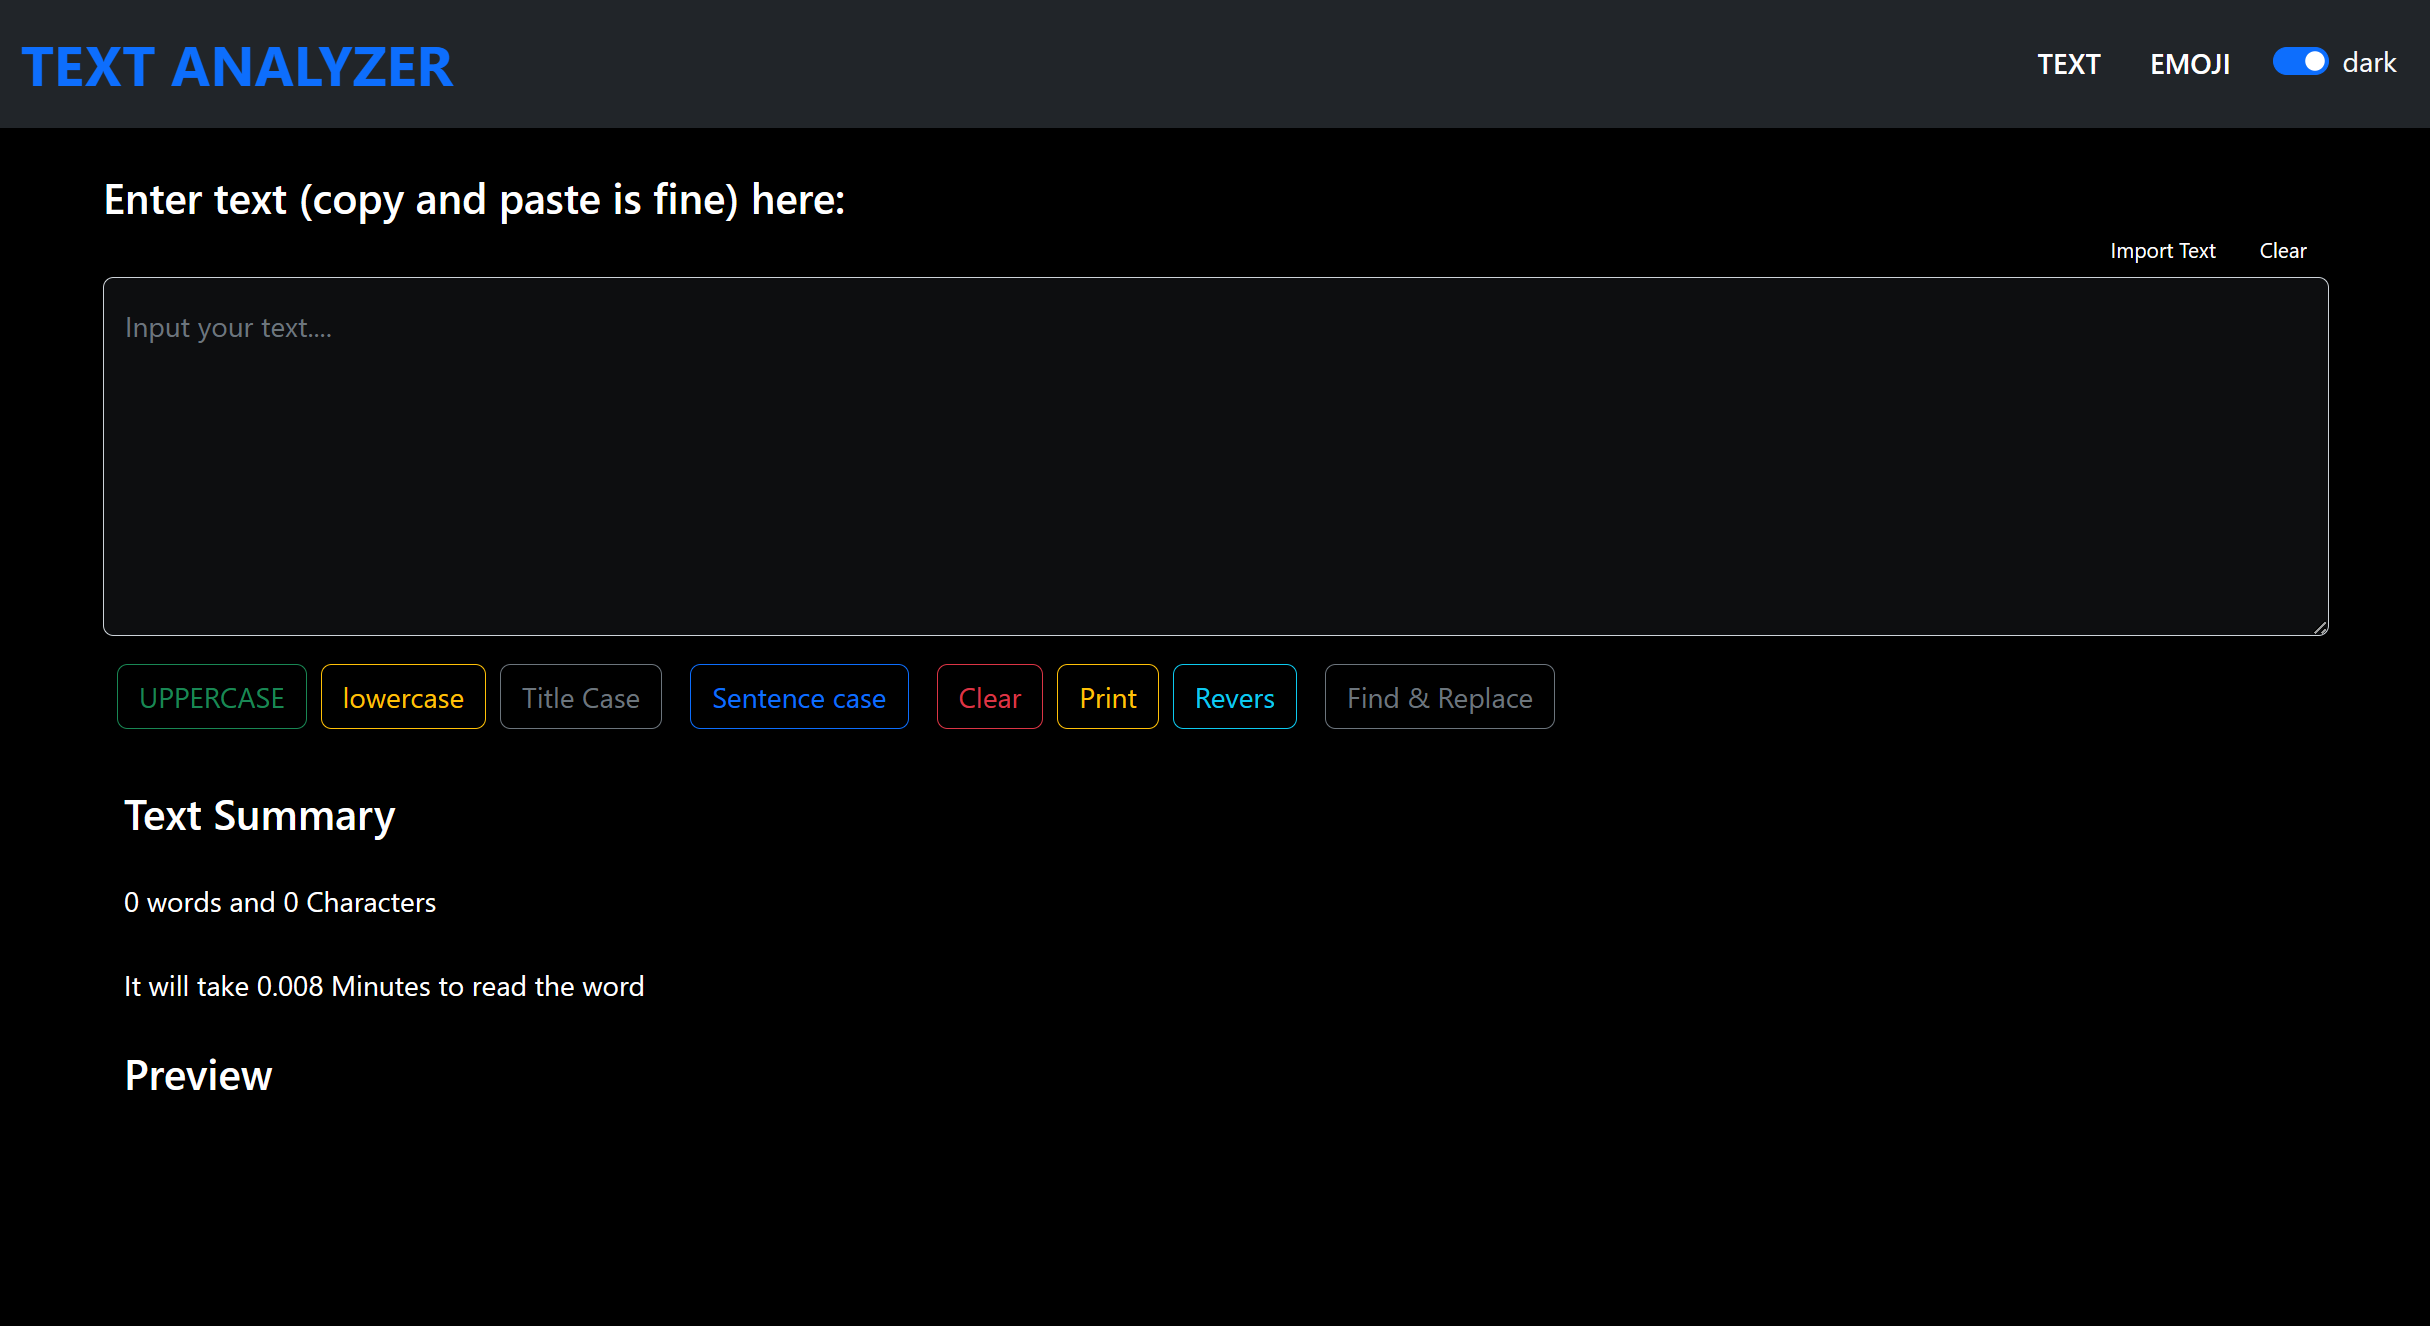 TEXT ANALYZER TEXT EMOJI dark
Enter text (copy and paste is fine) here:
Import Text Clear
Input your text....
UPPERCASE lowercase Title Case Sentence case Clear Print Revers Find & Replace
Text Summary
0 words and 0 Characters
It will take 0.008 Minutes to read the word
Preview